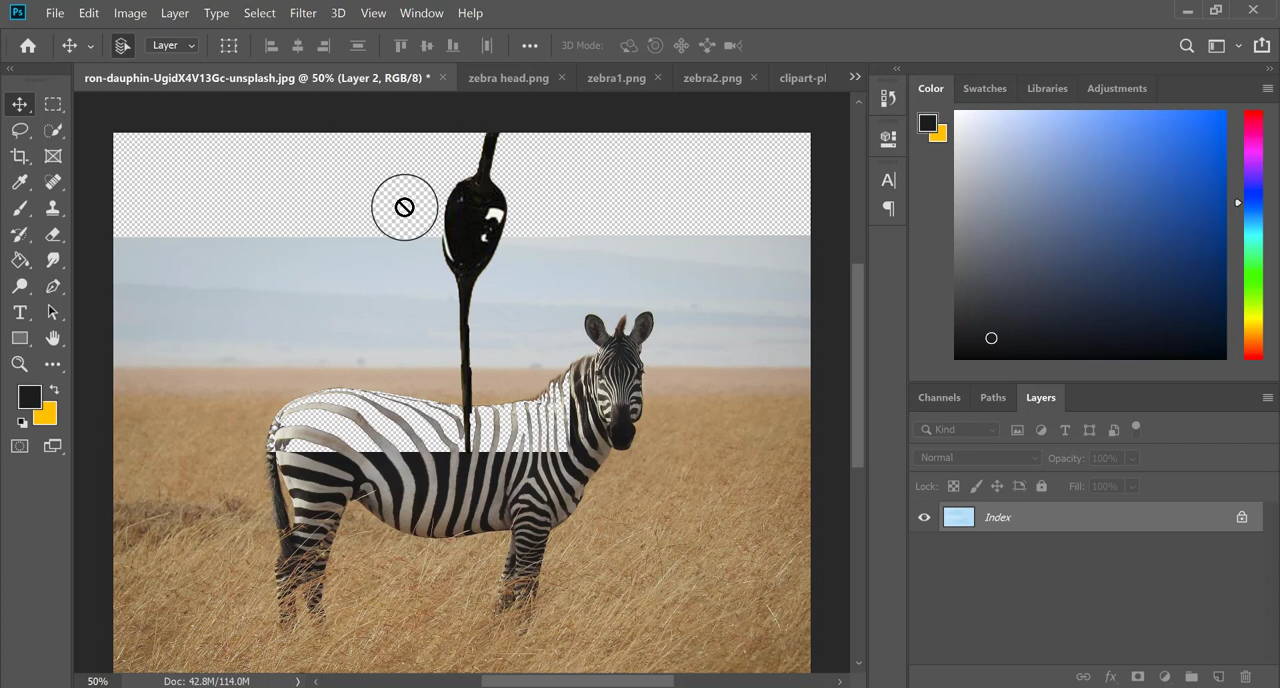 Ps File Edit Image Layer Type Select Filter 3D View Window Help
Layer 3D Mode:
ron-dauphin-UgidX4V13Gc-unsplash.jpg @ 50% (Layer 2, RGB/8) * zebra head.png zebra1.png zebra2.png clipart-pl
Color Swatches Libraries Adjustments
Channels Paths Layers
Kind
Normal Opacity: 100%
Lock: Fill: 100%
Index
50% Doc: 42.8M/114.0M